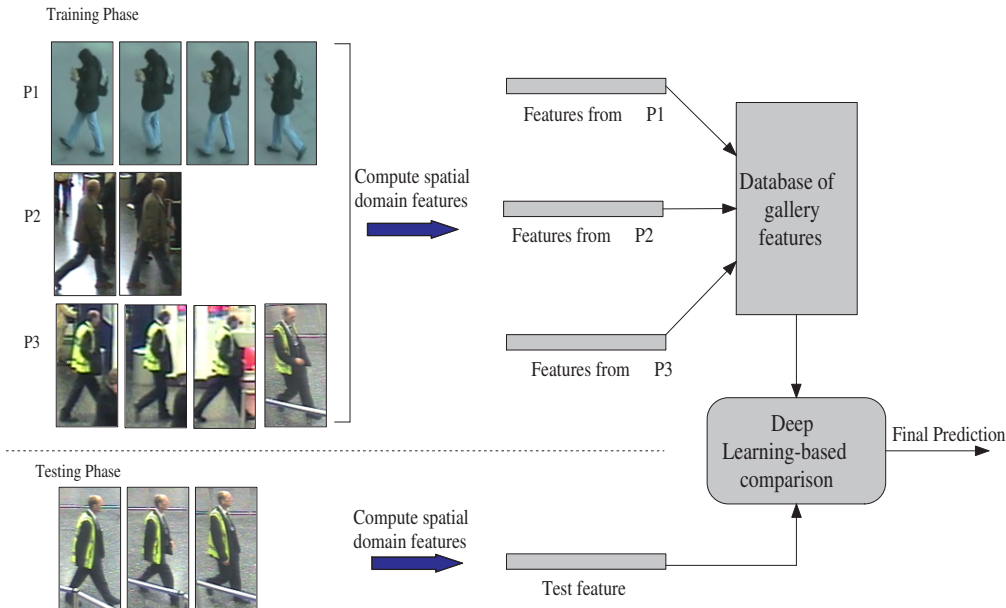 Training Phase
P1
P2
P3
Compute spatial
domain features
Features from P1
Features from P2
Features from P3
Database of
gallery
features
Deep
Learning-based
comparison
Final Prediction
Testing Phase
Compute spatial
domain features
Test feature